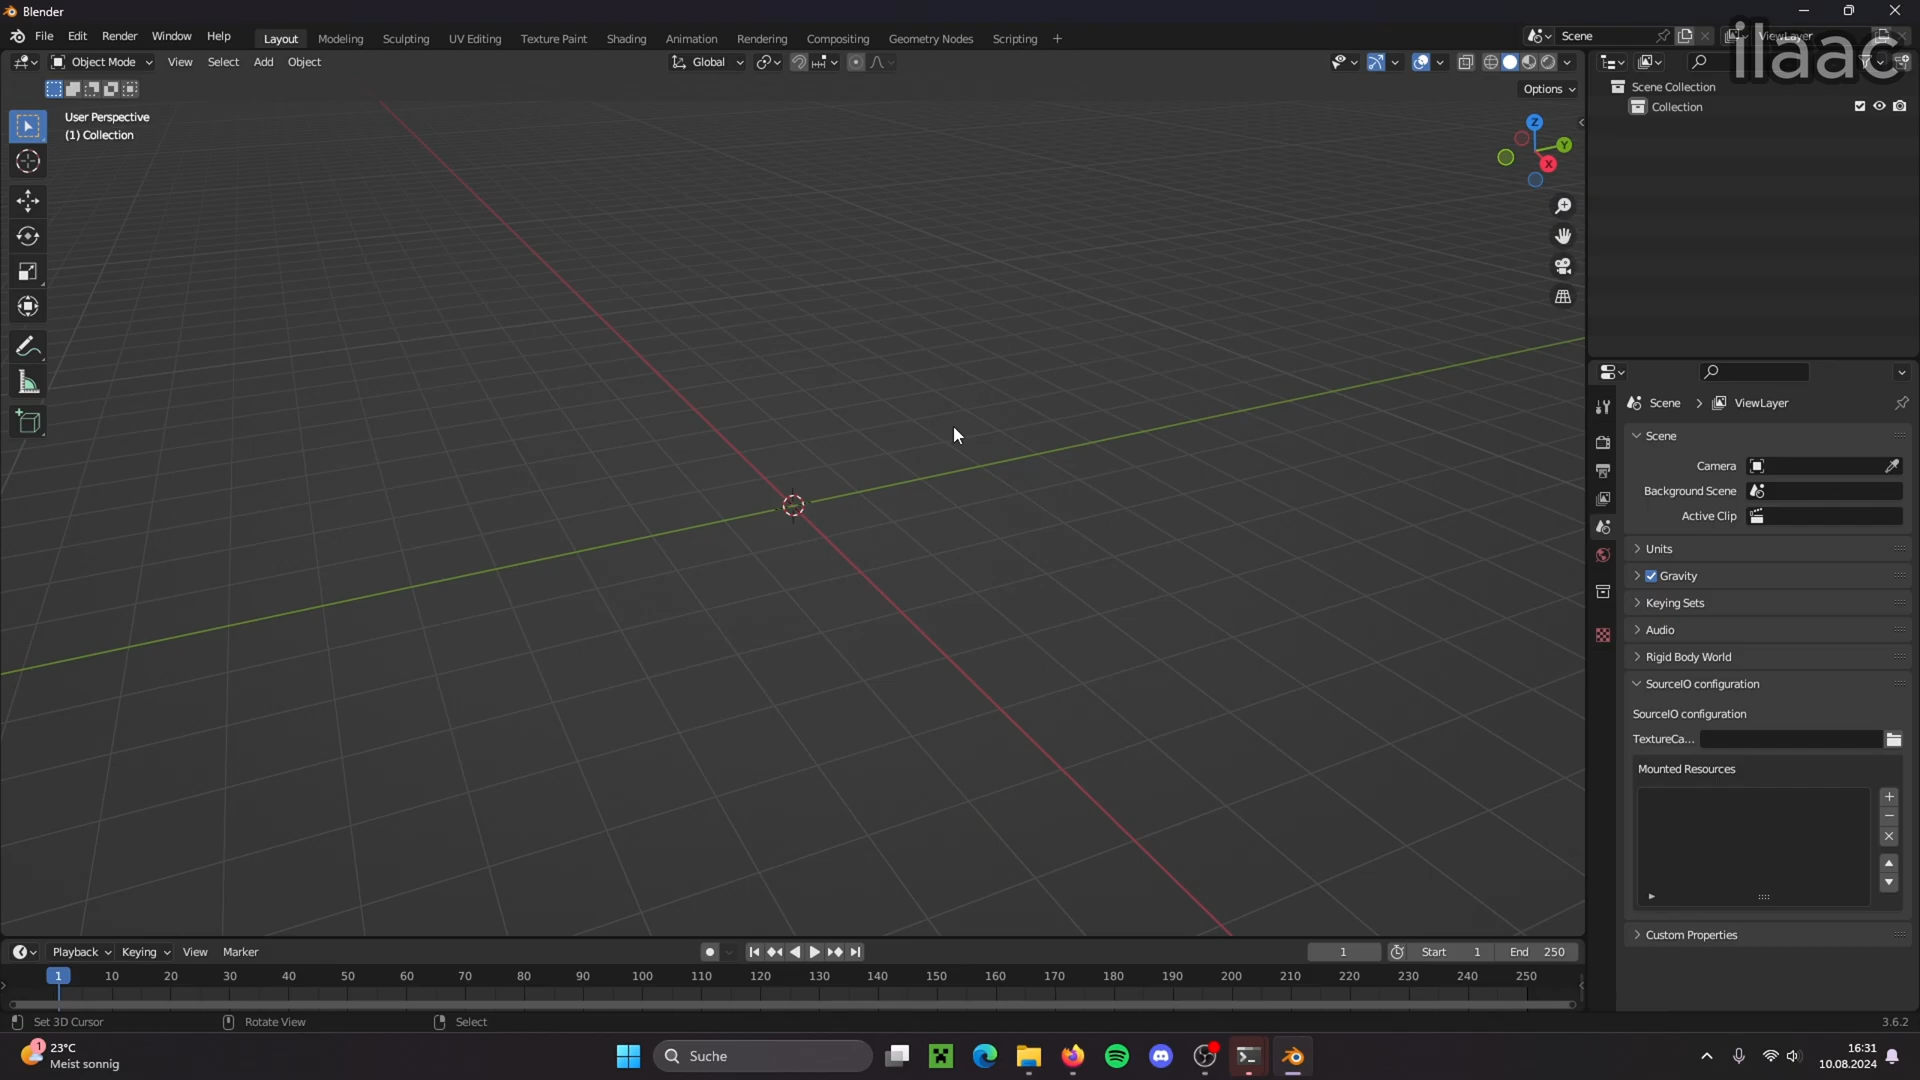 Blender
File Edit Render Window Help Layout Modeling Sculpting UV Editing Texture Paint Shading Animation Rendering Compositing Geometry Nodes Scripting + Scene ViewLayer
ilaac
Object Mode View Select Add Object Global
Options
User Perspective
(1) Collection
Z
Y
X
Scene Collection
Collection
Scene > ViewLayer
Scene
Camera
Background Scene
Active Clip
Units
Gravity
Keying Sets
Audio
Rigid Body World
SourceIO configuration
SourceIO configuration
TextureCa...
Mounted Resources
Custom Properties
Playback Keying View Marker 1 Start 1 End 250
1 10 20 30 40 50 60 70 80 90 100 110 120 130 140 150 160 170 180 190 200 210 220 230 240 250
Set 3D Cursor Rotate View Select 3.6.2
1
23°C
Meist sonnig
Suche
16:31
10.08.2024